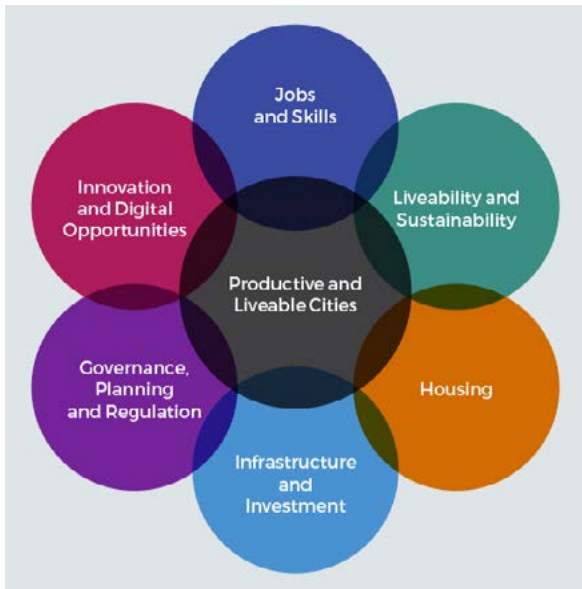 Jobs
and Skills
Innovation
and Digital
Opportunities
Liveability and
Sustainability
Productive and
Liveable Cities
Governance,
Planning
and Regulation
Housing
Infrastructure
and
Investment